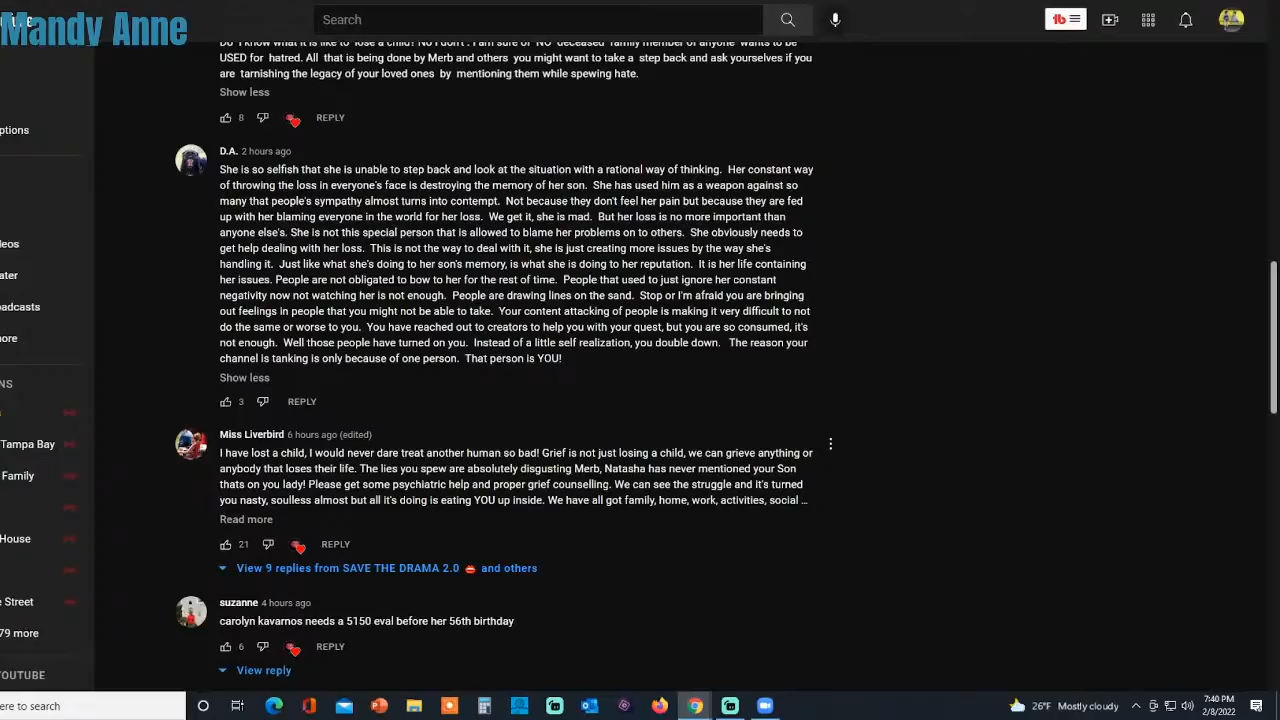 Mandy Anne
Search
Do I know what it is like to lose a child? No I don't . I am sure of NO deceased family member of anyone wants to be
USED for hatred. All that is being done by Merb and others you might want to take a step back and ask yourselves if you
are tarnishing the legacy of your loved ones by mentioning them while spewing hate.
Show less
8 REPLY
ptions
D.A. 2 hours ago
She is so selfish that she is unable to step back and look at the situation with a rational way of thinking. Her constant way
of throwing the loss in everyone's face is destroying the memory of her son. She has used him as a weapon against so
many that people's sympathy almost turns into contempt. Not because they don't feel her pain but because they are fed
up with her blaming everyone in the world for her loss. We get it, she is mad. But her loss is no more important than
anyone else's. She is not this special person that is allowed to blame her problems on to others. She obviously needs to
get help dealing with her loss. This is not the way to deal with it, she is just creating more issues by the way she's
handling it. Just like what she's doing to her son's memory, is what she is doing to her reputation. It is her life containing
her issues. People are not obligated to bow to her for the rest of time. People that used to just ignore her constant
negativity now not watching her is not enough. People are drawing lines on the sand. Stop or I'm afraid you are bringing
out feelings in people that you might not be able to take. Your content attacking of people is making it very difficult to not
do the same or worse to you. You have reached out to creators to help you with your quest, but you are so consumed, it's
not enough. Well those people have turned on you. Instead of a little self realization, you double down. The reason your
channel is tanking is only because of one person. That person is YOU!
Show less
3 REPLY
deos
ater
oadcasts
ore
NS
Tampa Bay
Family
House
e Street
79 more
OUTUBE
Miss Liverbird 6 hours ago (edited)
I have lost a child, I would never dare treat another human so bad! Grief is not just losing a child, we can grieve anything or
anybody that loses their life. The lies you spew are absolutely disgusting Merb, Natasha has never mentioned your Son
thats on you lady! Please get some psychiatric help and proper grief counselling. We can see the struggle and it's turned
you nasty, soulless almost but all it's doing is eating YOU up inside. We have all got family, home, work, activities, social ...
Read more
21 REPLY
View 9 replies from SAVE THE DRAMA 2.0 and others
suzanne 4 hours ago
carolyn kavarnos needs a 5150 eval before her 56th birthday
6 REPLY
View reply
ere to search
26°F Mostly cloudy
7:40 PM
2/8/2022